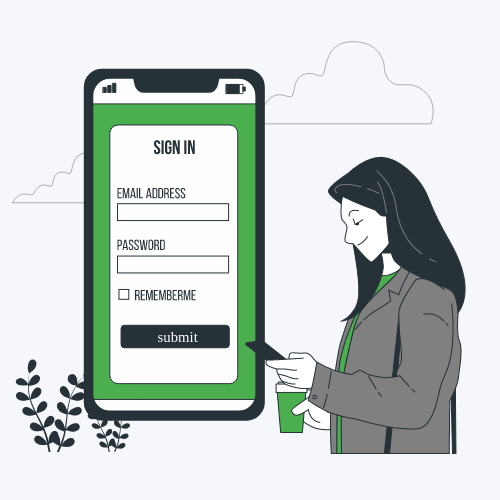 SIGN IN
EMAIL ADDRESS
PASSWORD
REMEMBERME
submit